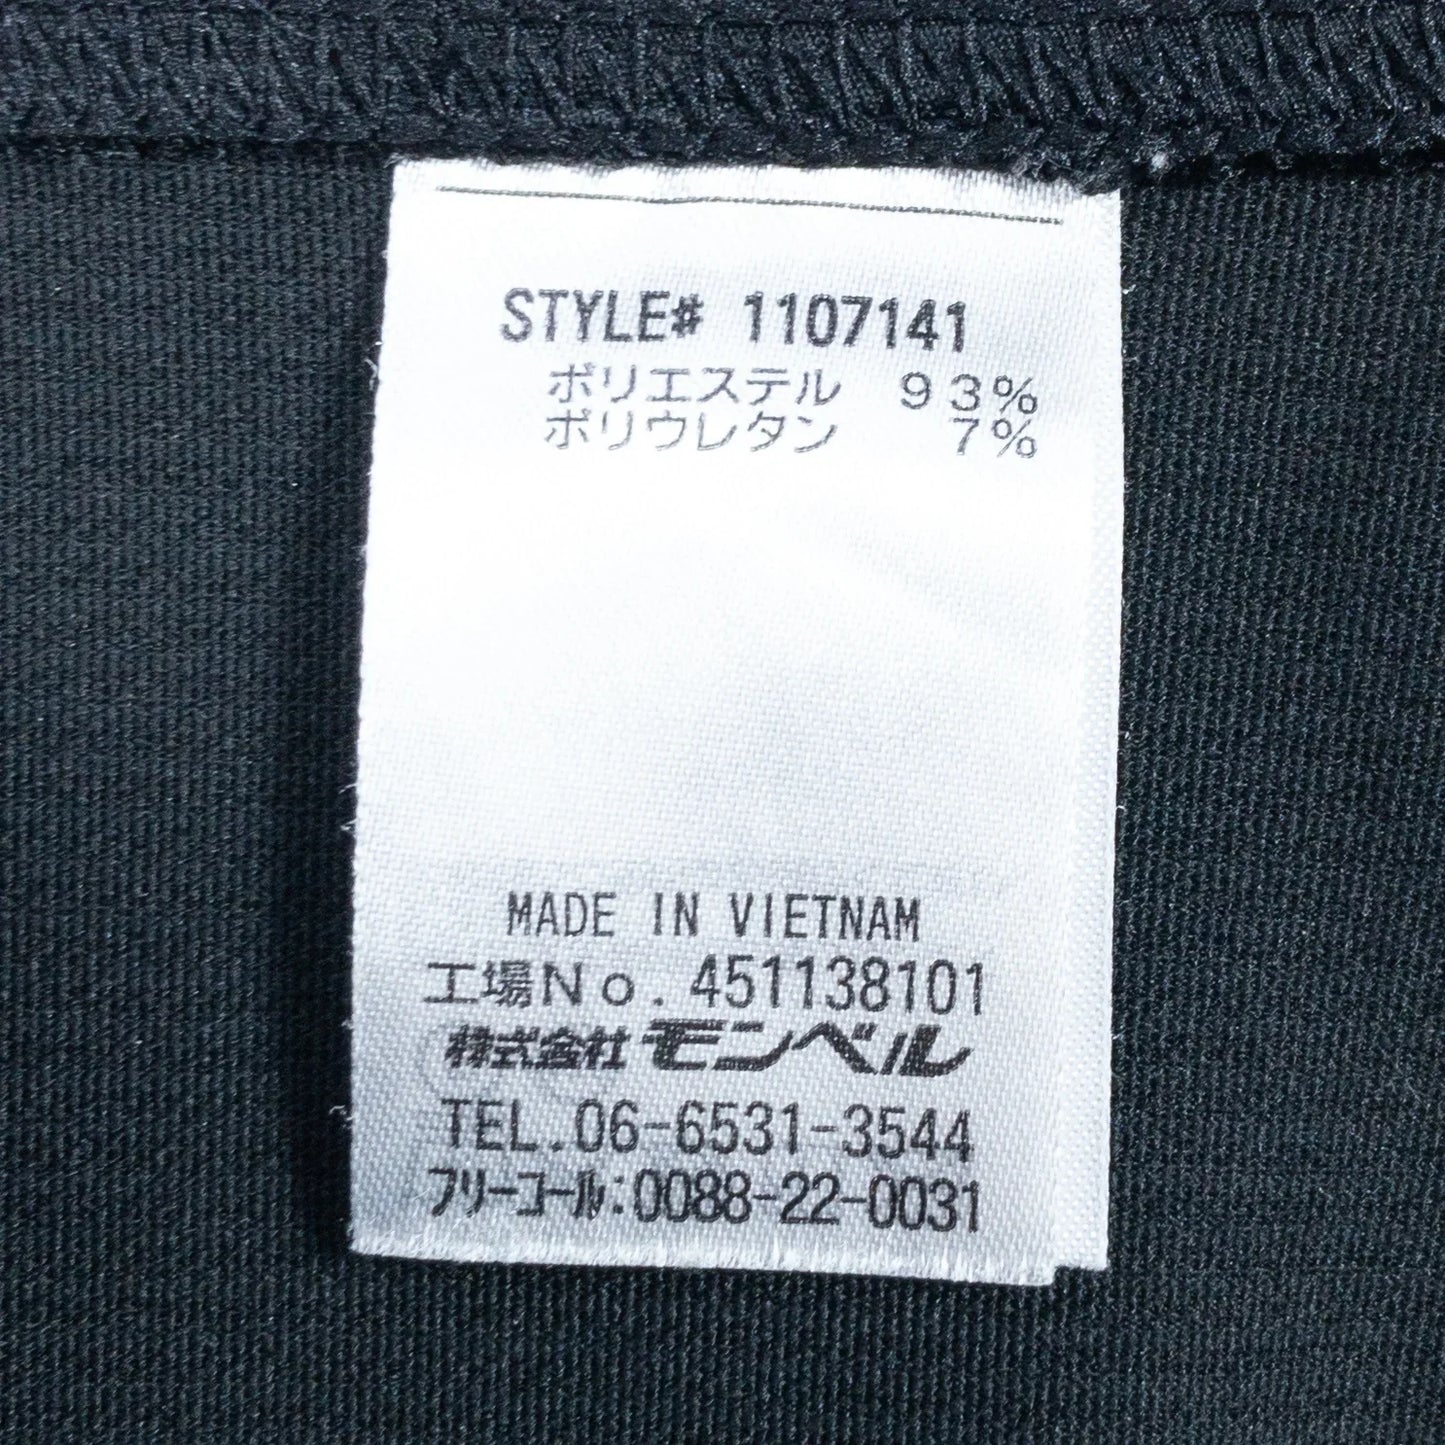 STYLE# 1107141
ポリエステル 93%
ポリウレタン 7%
MADE IN VIETNAM
工場No. 451138101
株式会社 モンベル
TEL.06-6531-3544
フリーコール:0088-22-0031